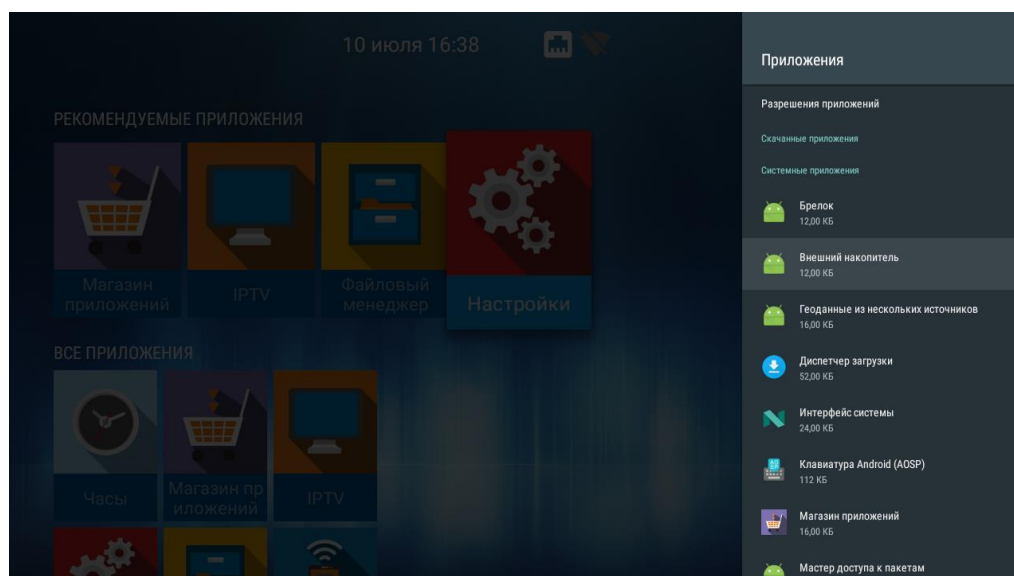 10 июля 16:38
РЕКОМЕНДУЕМЫЕ ПРИЛОЖЕНИЯ
Магазин
приложений
IPTV
Файловый
менеджер
Настройки
ВСЕ ПРИЛОЖЕНИЯ
Часы
Магазин пр
иложений
IPTV
Приложения
Разрешения приложений
Скачанные приложения
Системные приложения
Брелок
12,00 КБ
Внешний накопитель
12,00 КБ
Геоданные из нескольких источников
16,00 КБ
Диспетчер загрузки
52,00 КБ
Интерфейс системы
24,00 КБ
Клавиатура Android (AOSP)
112 КБ
Магазин приложений
16,00 КБ
Мастер доступа к пакетам